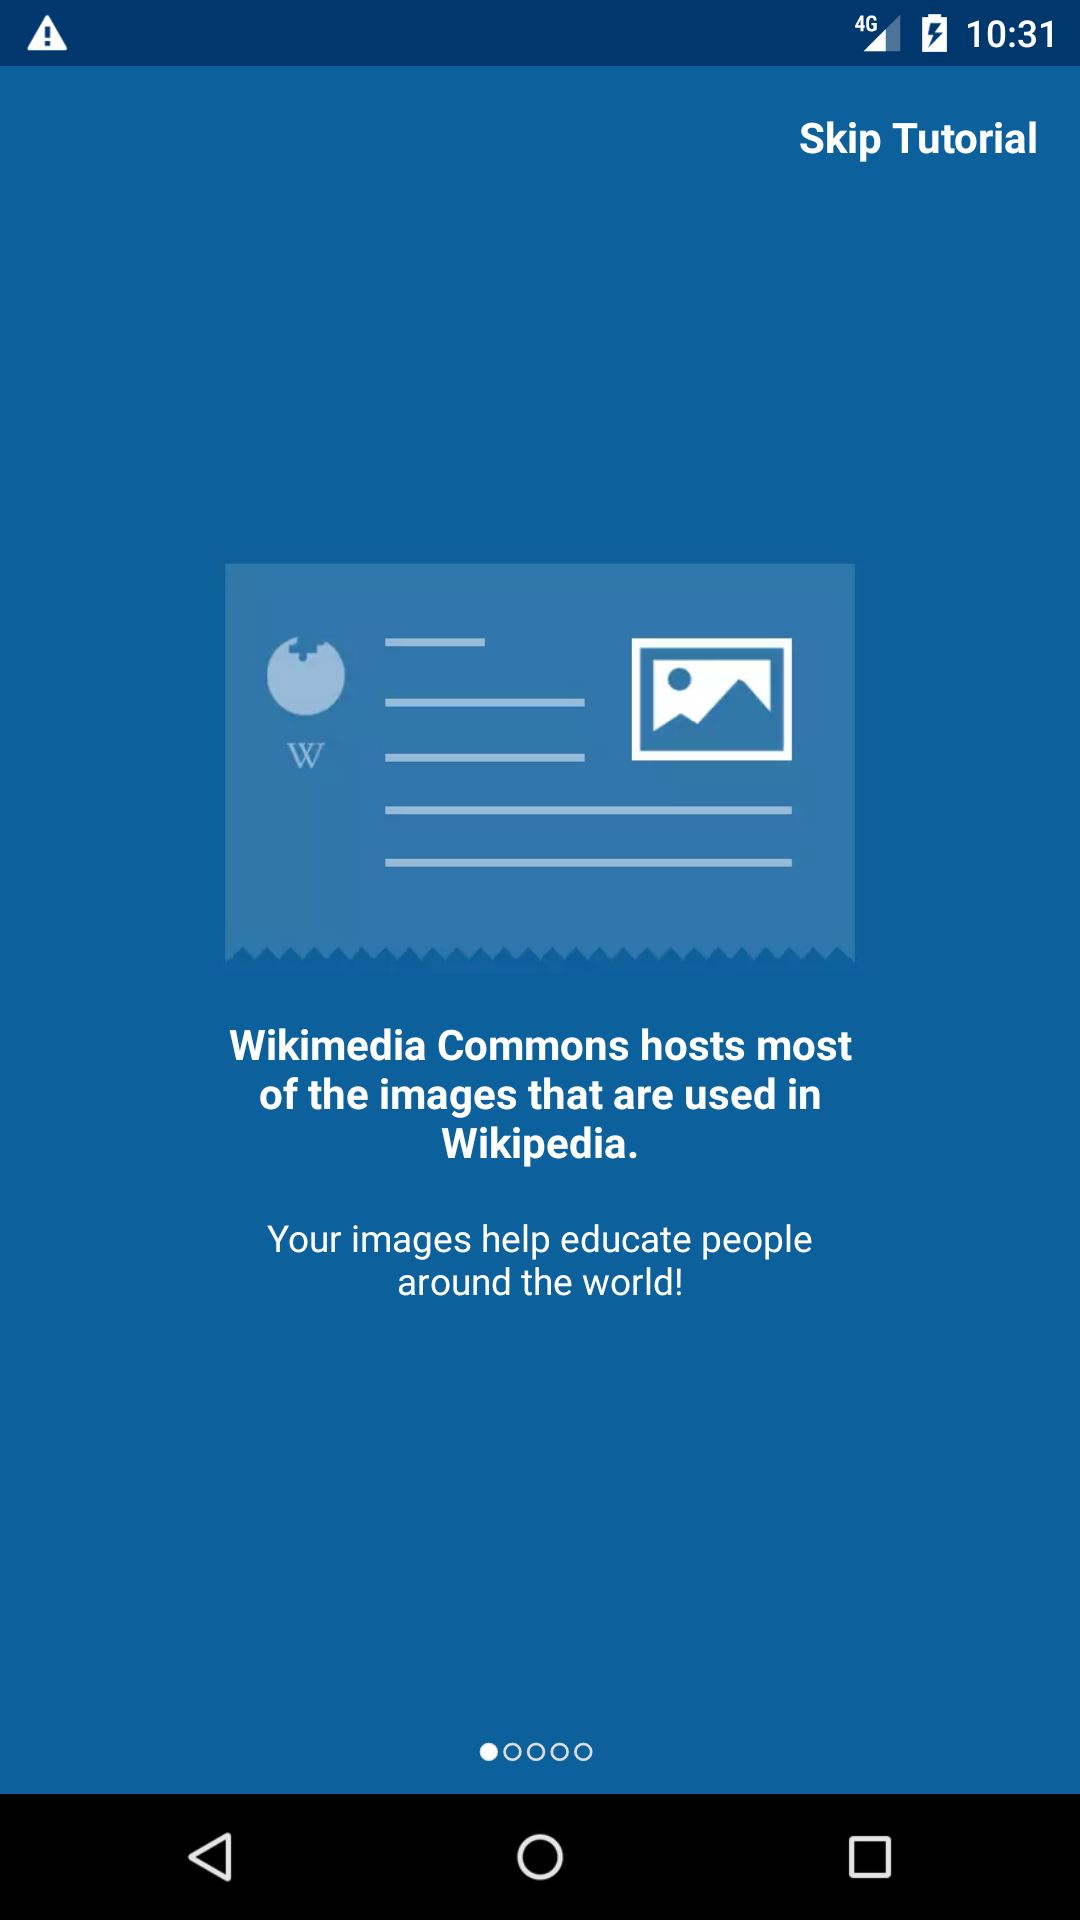 4G 10:31
Skip Tutorial
W
Wikimedia Commons hosts most
of the images that are used in
Wikipedia.
Your images help educate people
around the world!